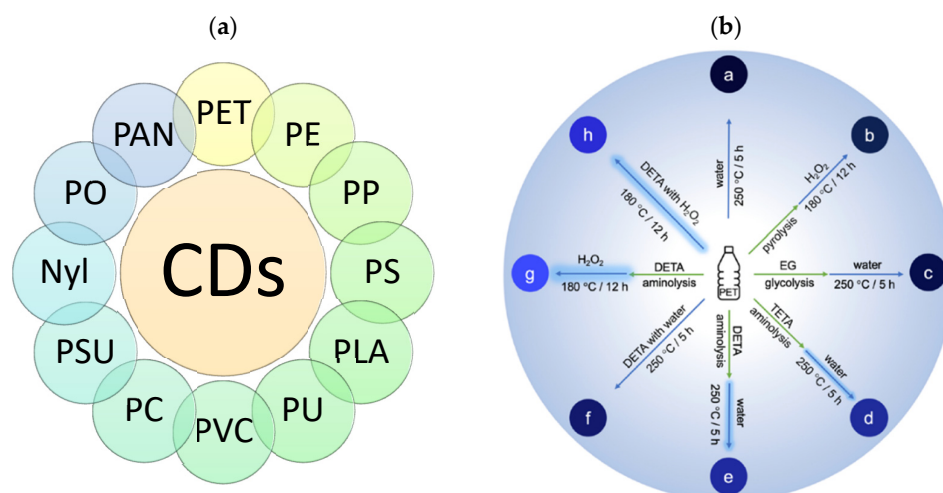 (a)
PET
PE
PP
PS
PLA
PU
PVC
PC
PSU
Nyl
PO
PAN
CDs
(b)
a
water
250 °C / 5 h
b
H₂O₂
pyrolysis
180 °C / 12 h
c
EG
glycolysis
water
250 °C / 5 h
d
TETA
aminolysis
water
250 °C / 5 h
e
DETA
aminolysis
water
250 °C / 5 h
f
DETA with water
250 °C / 5 h
g
H₂O₂
180 °C / 12 h
DETA
aminolysis
h
DETA with H₂O₂
180 °C / 12 h
PET